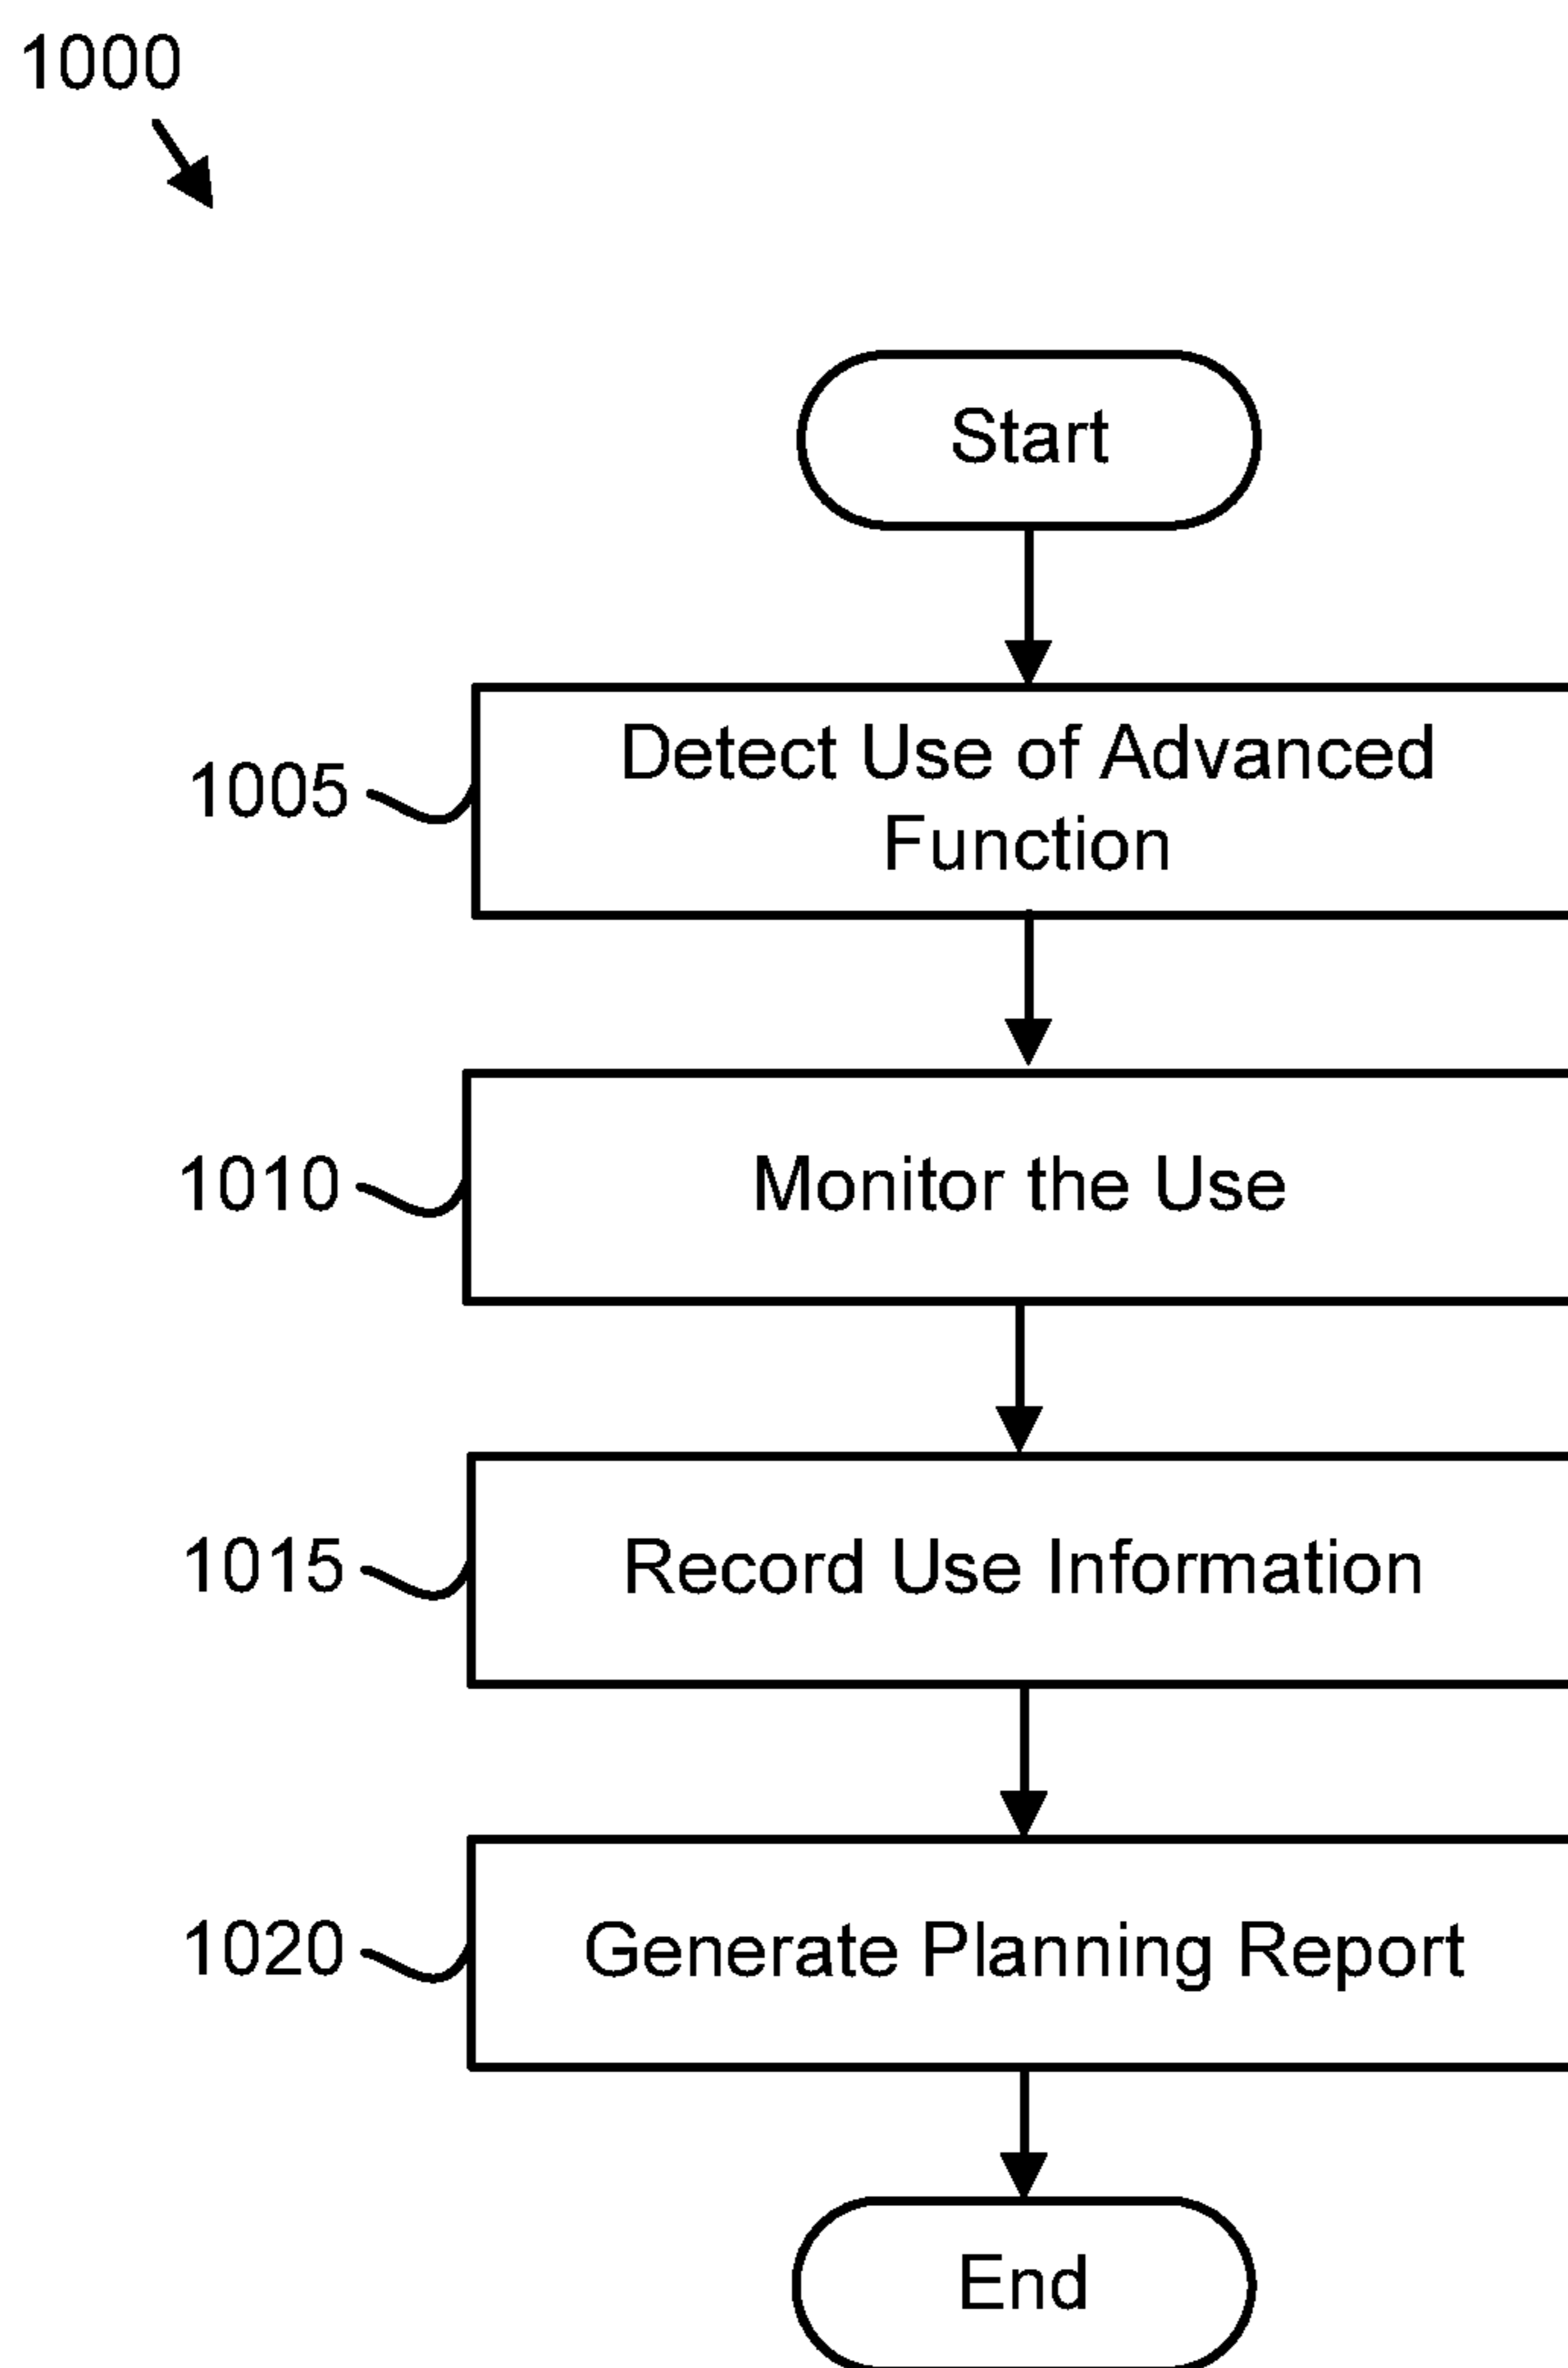 1000
Start
1005
Detect Use of Advanced
Function
1010
Monitor the Use
1015
Record Use Information
1020
Generate Planning Report
End